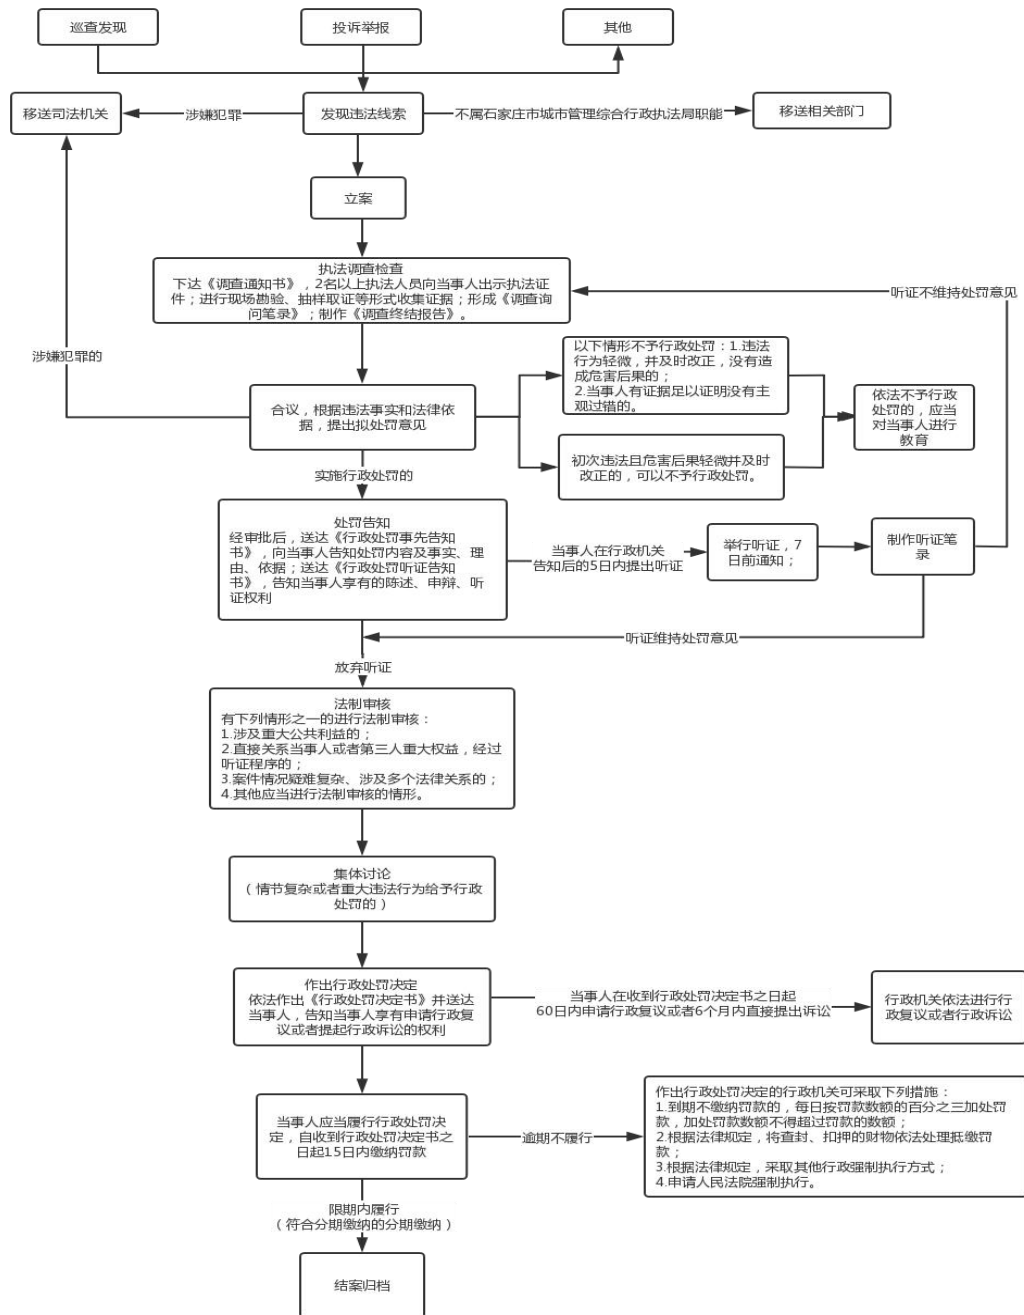 巡查发现
投诉举报
其他
移送司法机关
涉嫌犯罪
发现违法线索
不属石家庄市城市管理综合行政执法局职能
移送相关部门
立案
执法调查检查
下达《调查通知书》，2名以上执法人员向当事人出示执法证
件；进行现场勘验、抽样取证等形式收集证据；形成《调查询
问笔录》；制作《调查终结报告》。
听证不维持处罚意见
涉嫌犯罪的
以下情形不予行政处罚：1.违法
行为轻微，并及时改正，没有造
成危害后果的；
2.当事人有证据足以证明没有主
观过错的。
合议，根据违法事实和法律依
据，提出拟处罚意见
依法不予行政
处罚的，应当
对当事人进行
教育
初次违法且危害后果轻微并及时
改正的，可以不予行政处罚。
实施行政处罚的
处罚告知
经审批后，送达《行政处罚事先告知
书》，向当事人告知处罚内容及事实、理
由、依据；送达《行政处罚听证告知
书》，告知当事人享有的陈述、申辩、听
证权利
当事人在行政机关
告知后的5日内提出听证
举行听证，7
日前通知；
制作听证笔
录
听证维持处罚意见
放弃听证
法制审核
有下列情形之一的进行法制审核：
1.涉及重大公共利益的；
2.直接关系当事人或者第三人重大权益，经过
听证程序的；
3.案件情况疑难复杂、涉及多个法律关系的；
4.其他应当进行法制审核的情形。
集体讨论
（情节复杂或者重大违法行为给予行政
处罚的）
作出行政处罚决定
依法作出《行政处罚决定书》并送达
当事人，告知当事人享有申请行政复
议或者提起行政诉讼的权利
当事人在收到行政处罚决定书之日起
60日内申请行政复议或者6个月内直接提出诉讼
行政机关依法进行行
政复议或者行政诉讼
当事人应当履行行政处罚决
定，自收到行政处罚决定书之
日起15日内缴纳罚款
逾期不履行
作出行政处罚决定的行政机关可采取下列措施：
1.到期不缴纳罚款的，每日按罚款数额的百分之三加处罚
款，加处罚款数额不得超过罚款的数额；
2.根据法律规定，将查封、扣押的财物依法处理抵缴罚
款；
3.根据法律规定，采取其他行政强制执行方式；
4.申请人民法院强制执行。
限期内履行
（符合分期缴纳的分期缴纳）
结案归档